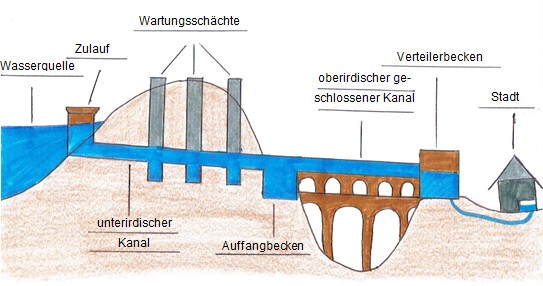 Wartungsschächte
Zulauf
Wasserquelle
Verteilerbecken
oberirdischer ge-
schlossener Kanal
Stadt
unterirdischer
Kanal
Auffangbecken